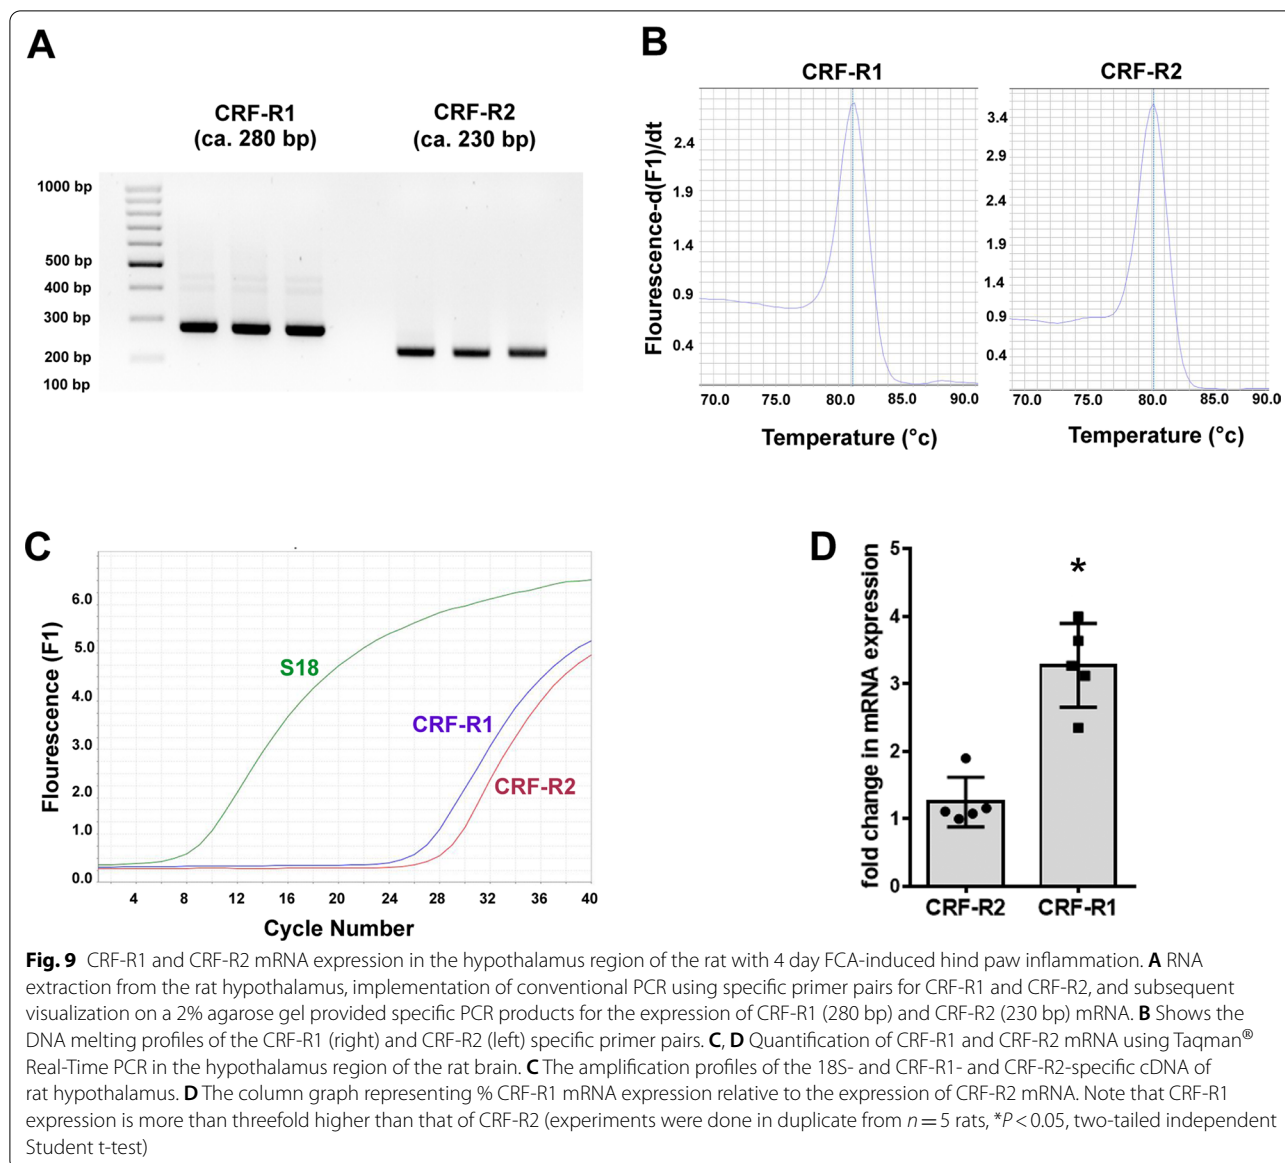 A
CRF-R1
(ca. 280 bp)
CRF-R2
(ca. 230 bp)
1000 bp
500 bp
400 bp
300 bp
200 bp
100 bp
B
CRF-R1
CRF-R2
Flourescence-d(F1)/dt
2.4
1.9
1.4
0.9
0.4
70.0 75.0 80.0 85.0 90.0
Temperature (°c)
3.4
2.9
2.4
1.9
1.4
0.9
0.4
70.0 75.0 80.0 82.0 85.0 90.0
Temperature (°c)
C
Flourescence (F1)
6.0
5.0
4.0
3.0
2.0
1.0
0.0
S18
CRF-R1
CRF-R2
4 8 12 16 20 24 28 32 36 40
Cycle Number
D
fold change in mRNA expression
5
4
3
2
1
0
*
CRF-R2 CRF-R1
Fig. 9 CRF-R1 and CRF-R2 mRNA expression in the hypothalamus region of the rat with 4 day FCA-induced hind paw inflammation. A RNA
extraction from the rat hypothalamus, implementation of conventional PCR using specific primer pairs for CRF-R1 and CRF-R2, and subsequent
visualization on a 2% agarose gel provided specific PCR products for the expression of CRF-R1 (280 bp) and CRF-R2 (230 bp) mRNA. B Shows the
DNA melting profiles of the CRF-R1 (right) and CRF-R2 (left) specific primer pairs. C, D Quantification of CRF-R1 and CRF-R2 mRNA using Taqman®
Real-Time PCR in the hypothalamus region of the rat brain. C The amplification profiles of the 18S- and CRF-R1- and CRF-R2-specific cDNA of
rat hypothalamus. D The column graph representing % CRF-R1 mRNA expression relative to the expression of CRF-R2 mRNA. Note that CRF-R1
expression is more than threefold higher than that of CRF-R2 (experiments were done in duplicate from n = 5 rats, *P < 0.05, two-tailed independent
Student t-test)